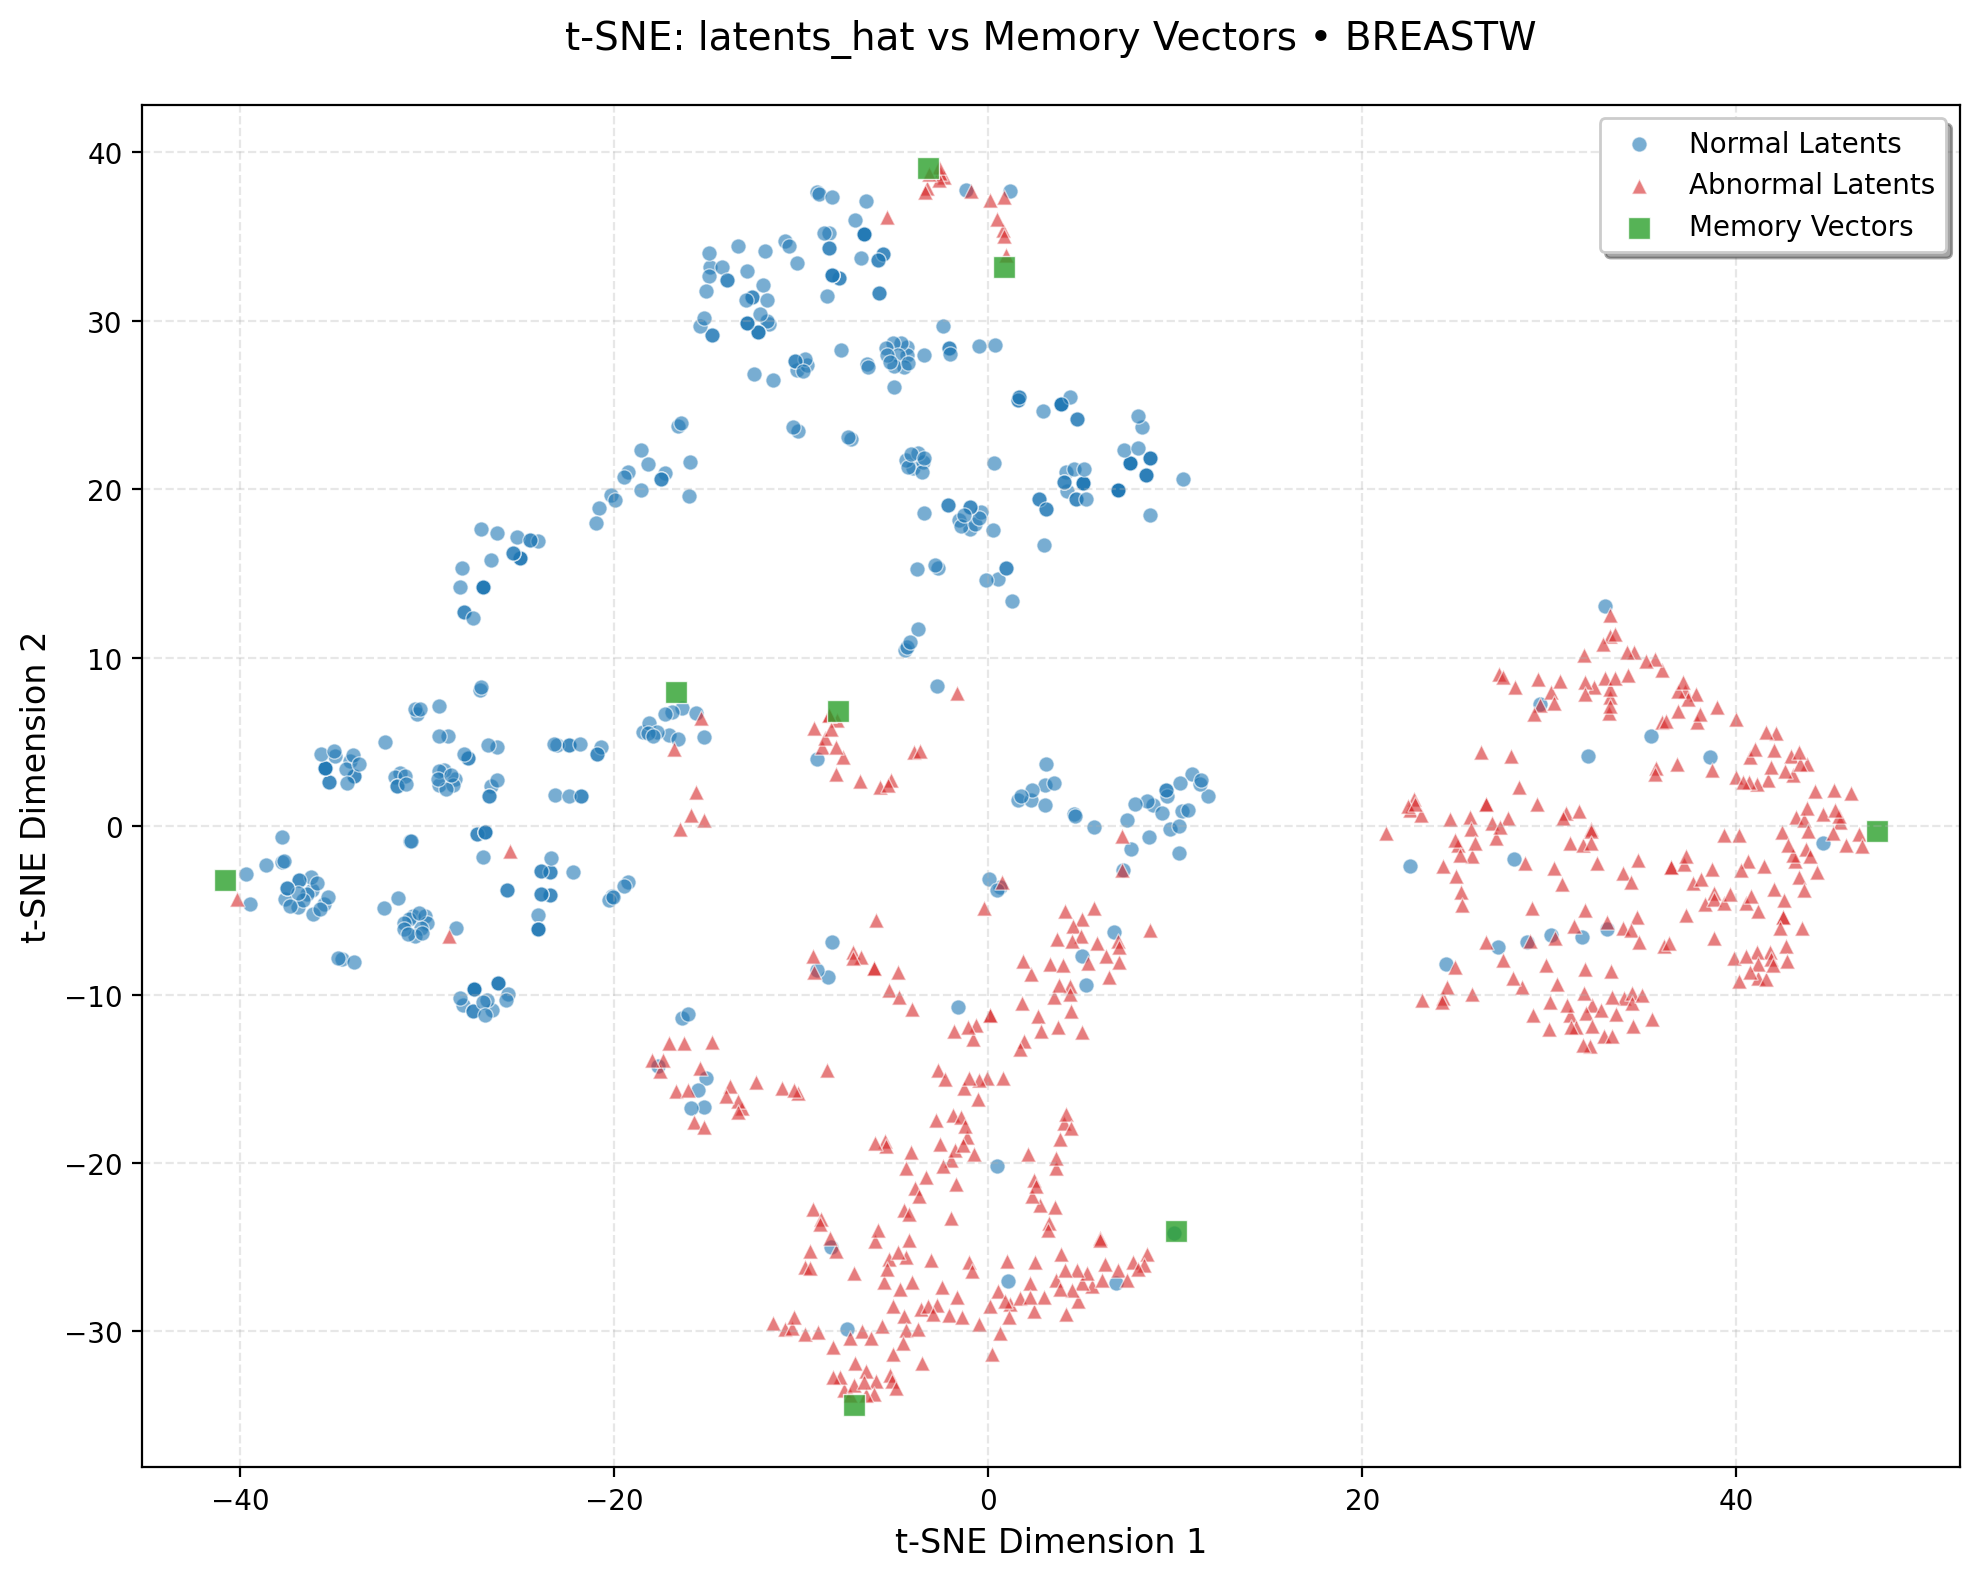 t-SNE: latents_hat vs Memory Vectors • BREASTW
Normal Latents
Abnormal Latents
Memory Vectors
t-SNE Dimension 2
40
30
20
10
0
−10
−20
−30
−40
−20
0
20
40
t-SNE Dimension 1